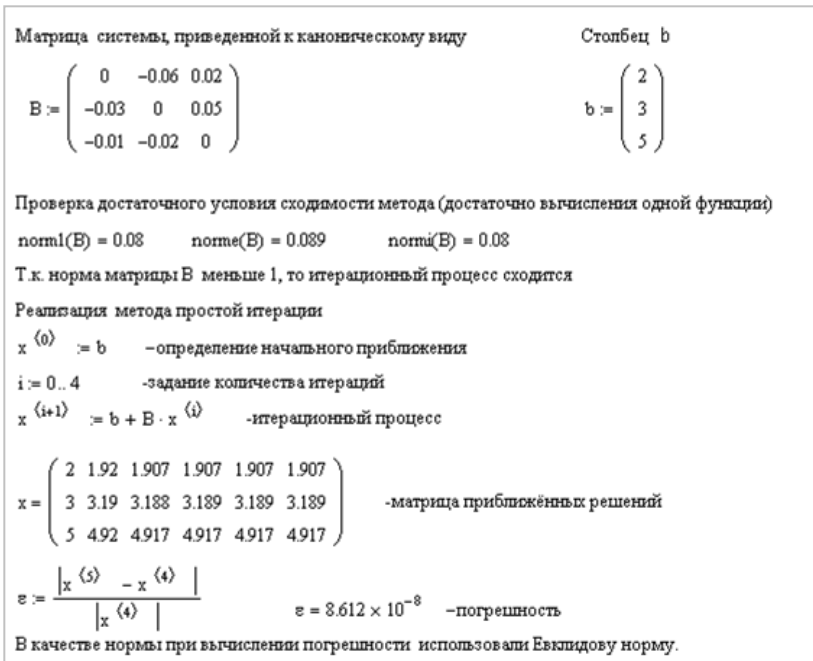 Матрица системы, приведенной к каноническому виду Столбец b
B := ( 0 −0.06 0.02
−0.03 0 0.05
−0.01 −0.02 0 )
b := ( 2
3
5 )
Проверка достаточного условия сходимости метода (достаточно вычисления одной функции)
norm1(B) = 0.08 norme(B) = 0.089 normi(B) = 0.08
Т.к. норма матрицы B меньше 1, то итерационный процесс сходится
Реализация метода простой итерации
x ⟨0⟩ := b −определение начального приближения
i := 0.. 4 -задание количества итераций
x ⟨i+1⟩ := b + B · x ⟨i⟩ -итерационный процесс
x = ( 2 1.92 1.907 1.907 1.907 1.907
3 3.19 3.188 3.189 3.189 3.189
5 4.92 4.917 4.917 4.917 4.917 ) -матрица приближённых решений
ε := |x ⟨5⟩ − x ⟨4⟩| / |x ⟨4⟩| ε = 8.612 × 10⁻⁸ −погрешность
В качестве нормы при вычислении погрешности использовали Евклидову норму.